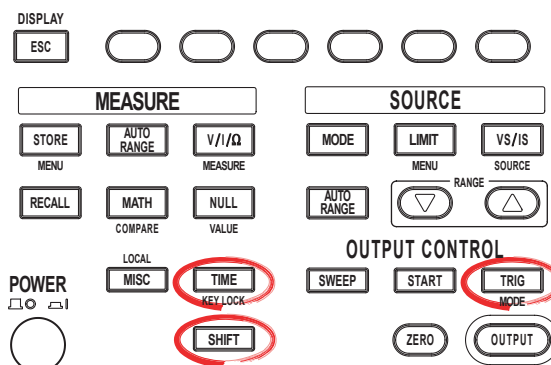 DISPLAY
ESC
MEASURE
SOURCE
STORE
AUTO RANGE
V/I/Ω
MODE
LIMIT
VS/IS
MENU
MEASURE
MENU
SOURCE
RECALL
MATH
NULL
AUTO RANGE
RANGE
COMPARE
VALUE
OUTPUT CONTROL
LOCAL
POWER
MISC
TIME
SWEEP
START
TRIG
KEY LOCK
MODE
SHIFT
ZERO
OUTPUT